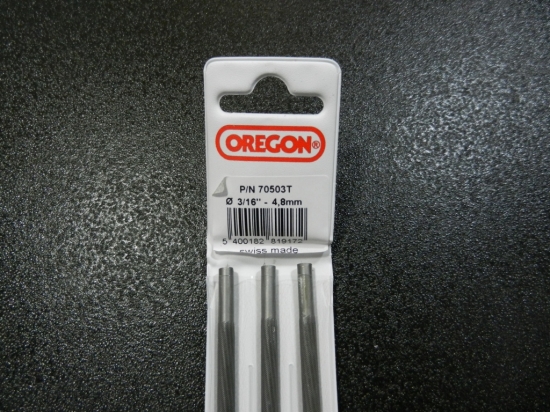 OREGON®
P/N 70503T
Ø 3/16" - 4,8mm
5 400182 819172
swiss made